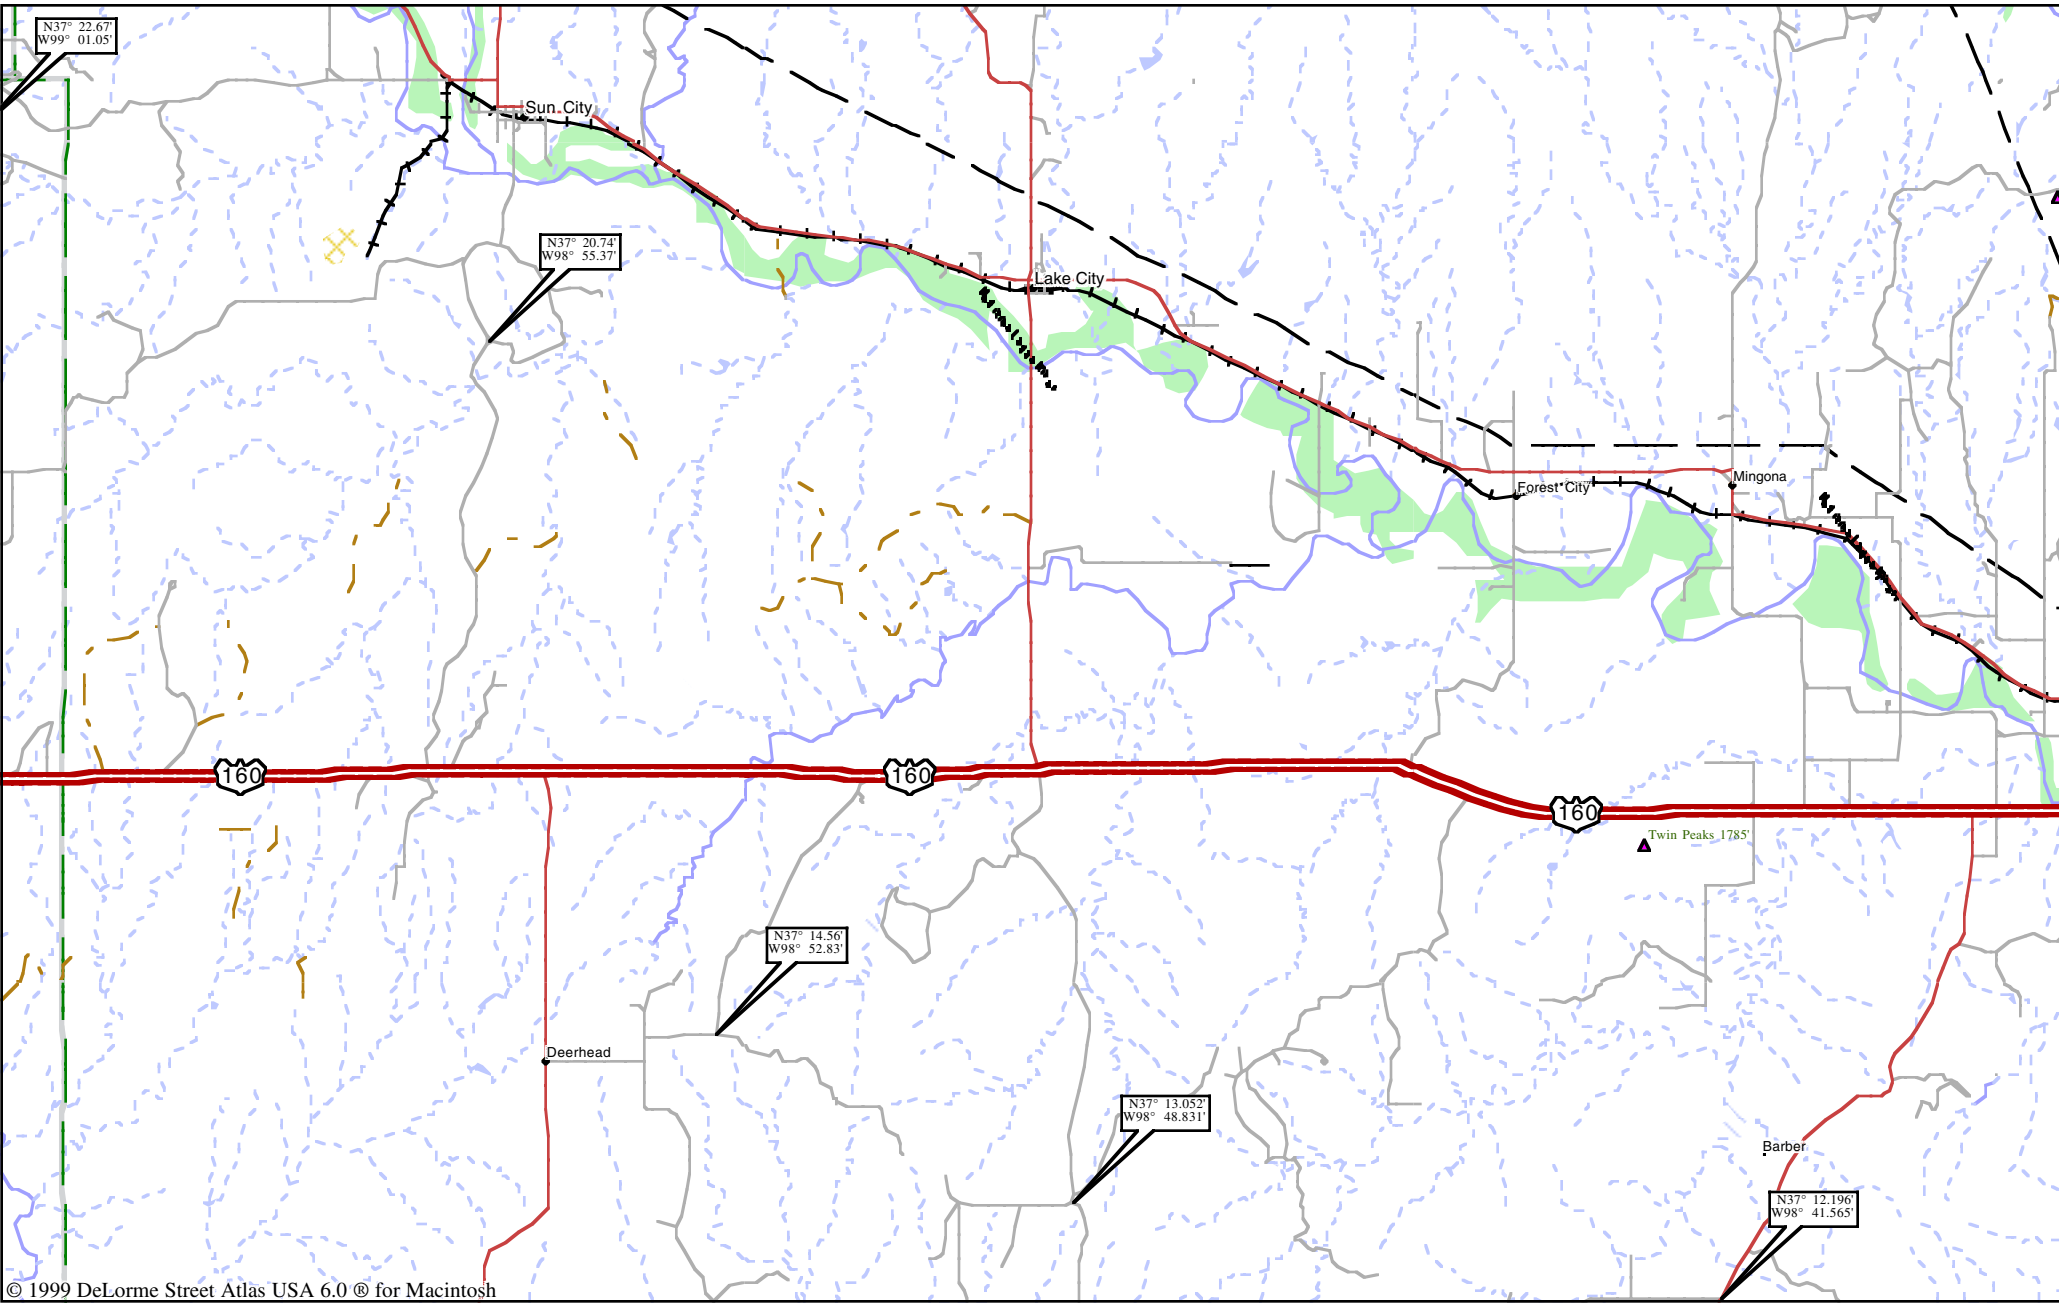 N37° 22.67'
W99° 01.05'
Sun City
N37° 20.74'
W98° 55.37'
Lake City
Mingona
Forest City
160
160
160
Twin Peaks 1785'
N37° 14.56'
W98° 52.83'
Deerhead
N37° 13.052'
W98° 48.831'
Barber
N37° 12.196'
W98° 41.565'
© 1999 DeLorme Street Atlas USA 6.0 ® for Macintosh